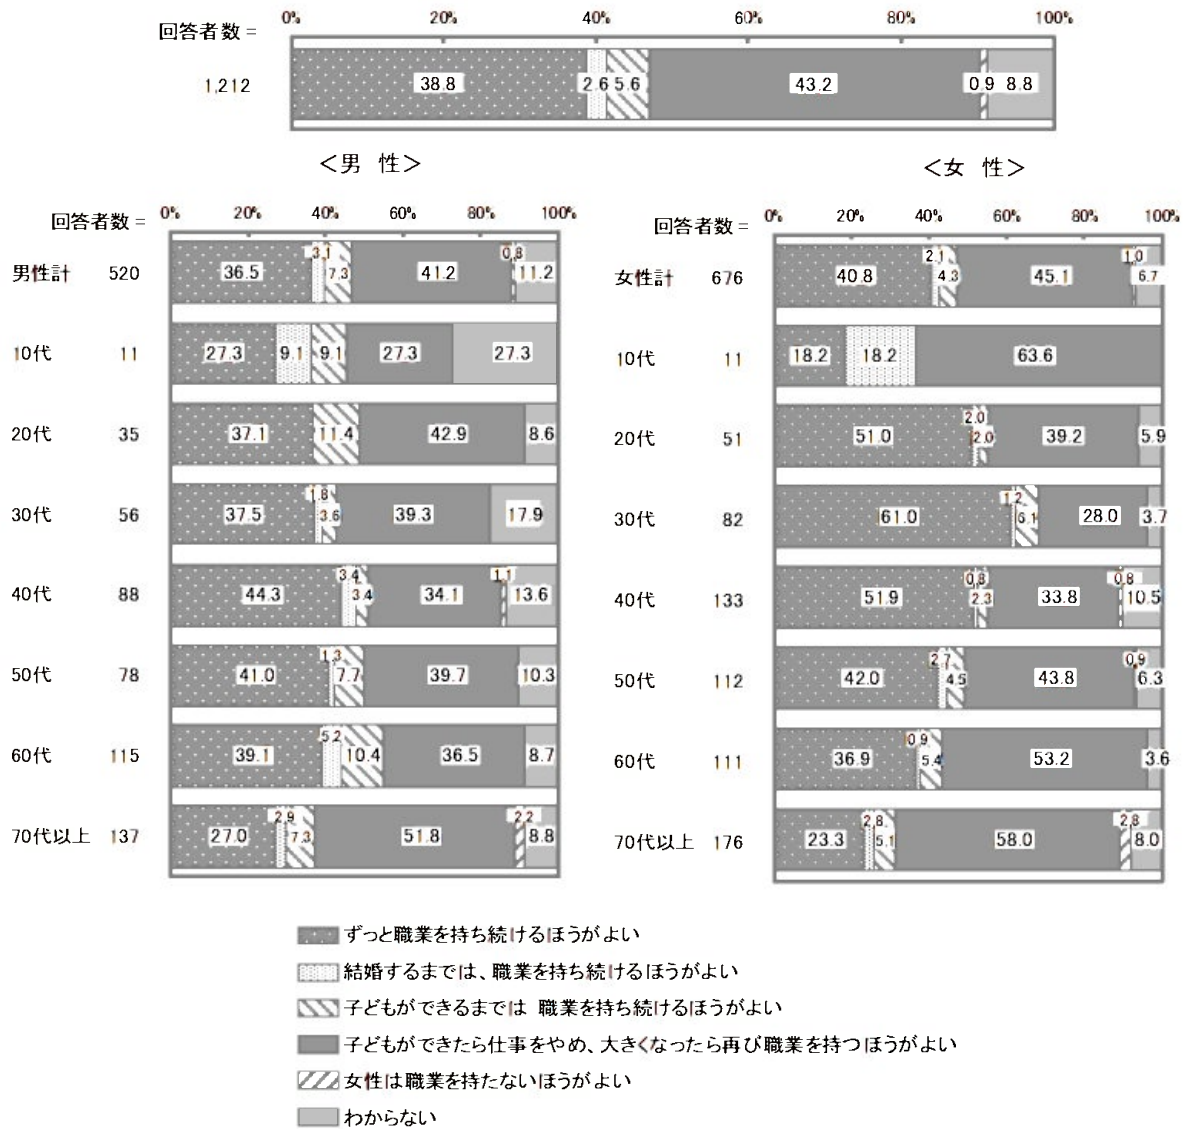 0% 20% 40% 60% 80% 100%
回答者数 =
1,212 38.8 2.6 5.6 43.2 0.9 8.8
＜男 性＞
回答者数 = 0% 20% 40% 60% 80% 100%
男性計 520 36.5 3.1 7.3 41.2 0.8 11.2
10代 11 27.3 9.1 9.1 27.3 27.3
20代 35 37.1 11.4 42.9 8.6
30代 56 37.5 1.8 3.6 39.3 17.9
40代 88 44.3 3.4 3.4 34.1 1.1 13.6
50代 78 41.0 1.3 7.7 39.7 10.3
60代 115 39.1 5.2 10.4 36.5 8.7
70代以上 137 27.0 2.9 7.3 51.8 2.2 8.8
＜女 性＞
回答者数 = 0% 20% 40% 60% 80% 100%
女性計 676 40.8 2.1 4.3 45.1 1.0 6.7
10代 11 18.2 18.2 63.6
20代 51 51.0 2.0 2.0 39.2 5.9
30代 82 61.0 1.2 6.1 28.0 3.7
40代 133 51.9 0.8 2.3 33.8 0.8 10.5
50代 112 42.0 2.7 4.5 43.8 0.9 6.3
60代 111 36.9 0.9 5.4 53.2 3.6
70代以上 176 23.3 2.8 5.1 58.0 2.8 8.0
ずっと職業を持ち続けるほうがよい
結婚するまでは、職業を持ち続けるほうがよい
子どもができるまでは 職業を持ち続けるほうがよい
子どもができたら仕事をやめ、大きくなったら再び職業を持つほうがよい
女性は職業を持たないほうがよい
わからない